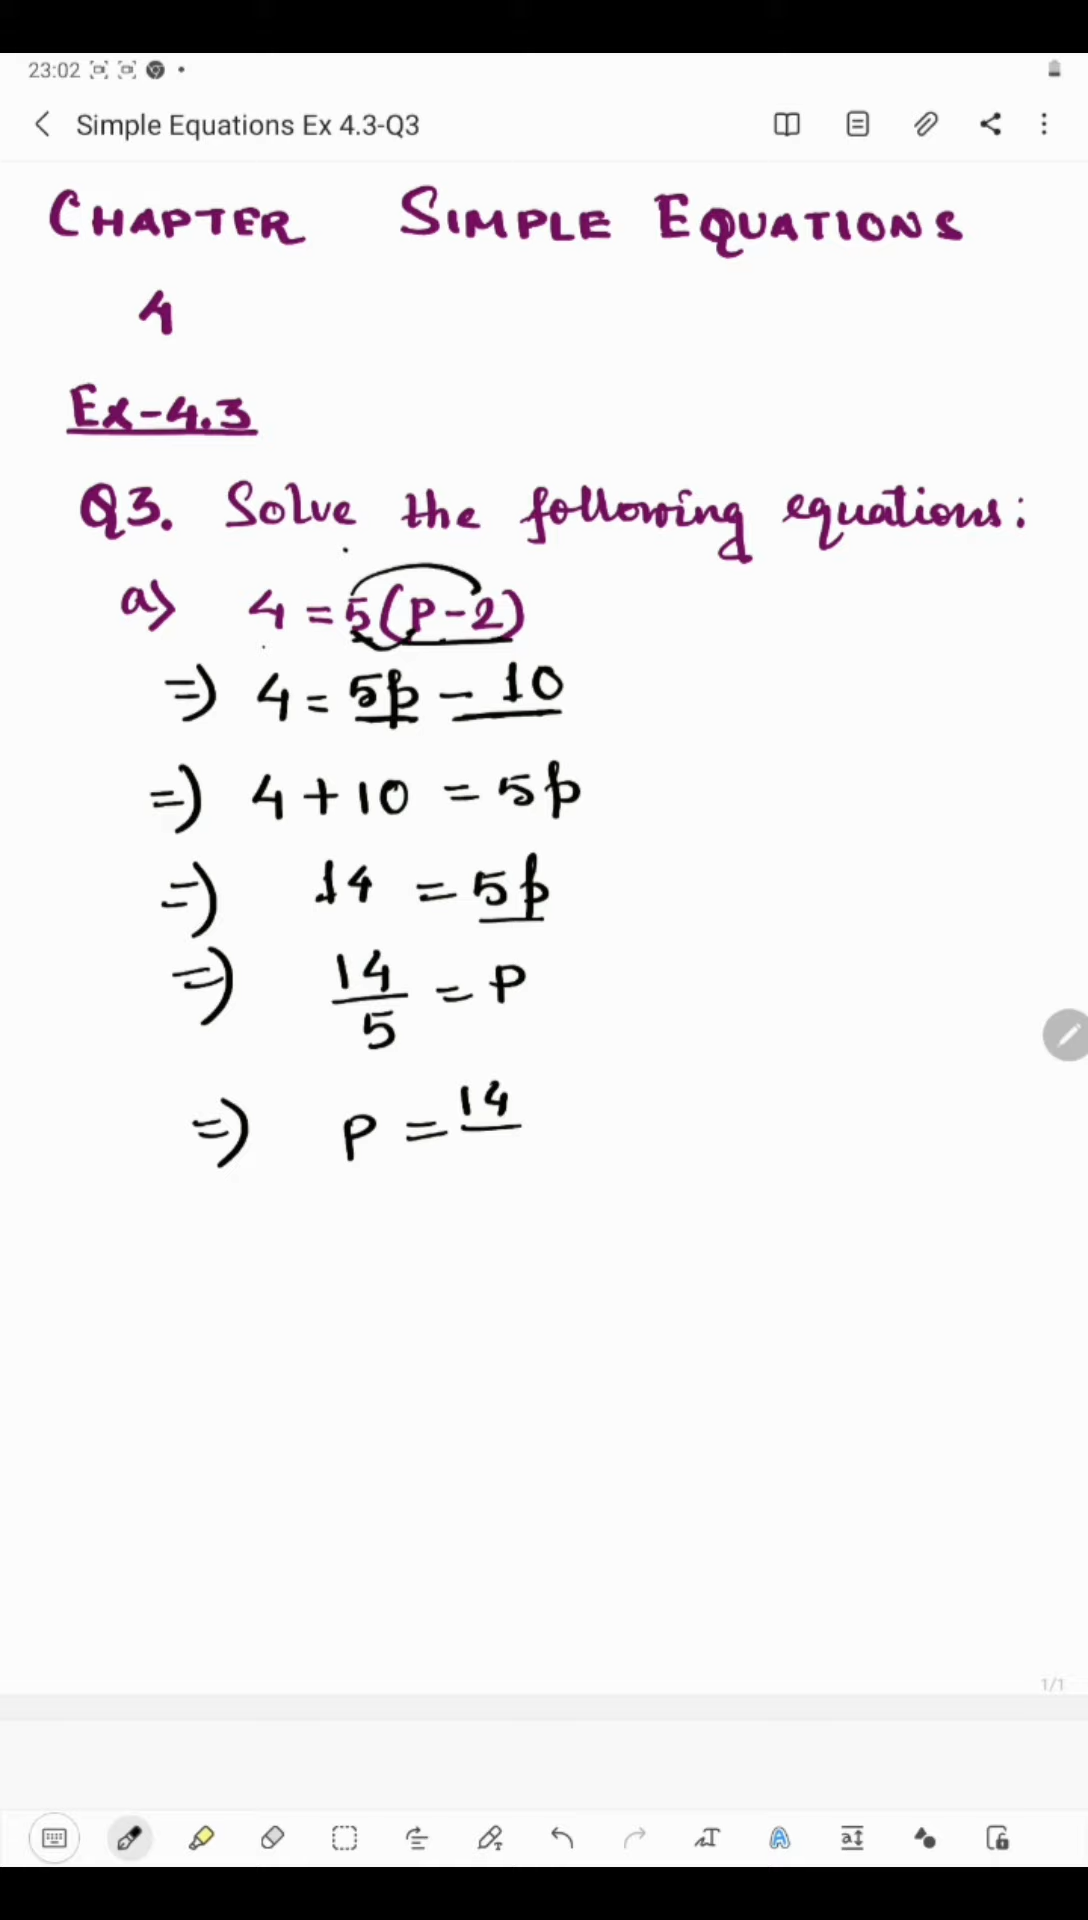 23:02
Simple Equations Ex 4.3-Q3
CHAPTER SIMPLE EQUATIONS
4
Ex-4.3
Q3. Solve the following equations:
a) 4 = 5(P-2)
=) 4 = 5p - 10
=) 4 + 10 = 5p
=) 14 = 5p
=) 14/5 = P
=) P = 14
1/1